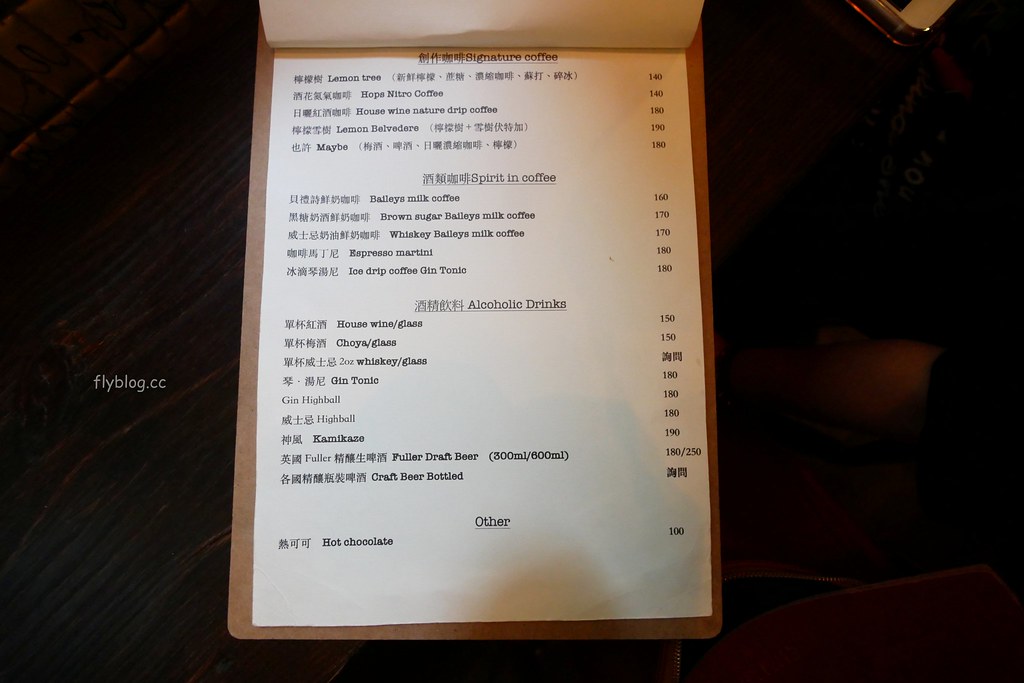 創作咖啡Signature coffee
檸檬樹 Lemon tree （新鮮檸檬、蔗糖、濃縮咖啡、蘇打、碎冰） 140
酒花氮氣咖啡 Hops Nitro Coffee 140
日曬紅酒咖啡 House wine nature drip coffee 180
檸檬雪樹 Lemon Belvedere （檸檬樹＋雪樹伏特加） 190
也許 Maybe （梅酒、啤酒、日曬濃縮咖啡、檸檬） 180
酒類咖啡Spirit in coffee
貝禮詩鮮奶咖啡 Baileys milk coffee 160
黑糖奶酒鮮奶咖啡 Brown sugar Baileys milk coffee 170
威士忌奶油鮮奶咖啡 Whiskey Baileys milk coffee 170
咖啡馬丁尼 Espresso martini 180
冰滴琴湯尼 Ice drip coffee Gin Tonic 180
酒精飲料 Alcoholic Drinks
單杯紅酒 House wine/glass 150
單杯梅酒 Choya/glass 150
單杯威士忌 2oz whiskey/glass 詢問
琴．湯尼 Gin Tonic 180
Gin Highball 180
威士忌 Highball 180
神風 Kamikaze 190
英國 Fuller 精釀生啤酒 Fuller Draft Beer (300ml/600ml) 180/250
各國精釀瓶裝啤酒 Craft Beer Bottled 詢問
Other
熱可可 Hot chocolate 100
flyblog.cc